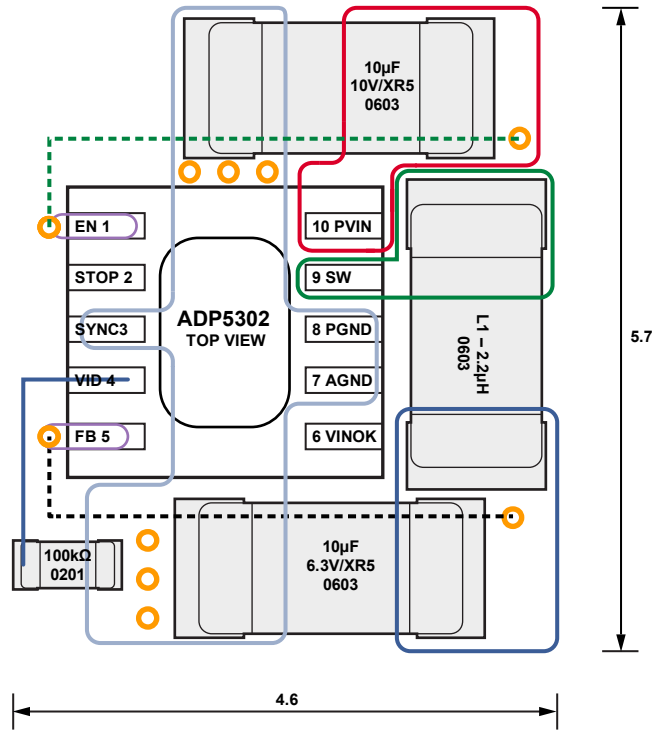 10µF
10V/XR5
0603
EN 1
10 PVIN
STOP 2
9 SW
SYNC3
ADP5302
TOP VIEW
8 PGND
L1 – 2.2µH
0603
5.7
VID 4
7 AGND
FB 5
6 VINOK
100kΩ
0201
10µF
6.3V/XR5
0603
4.6